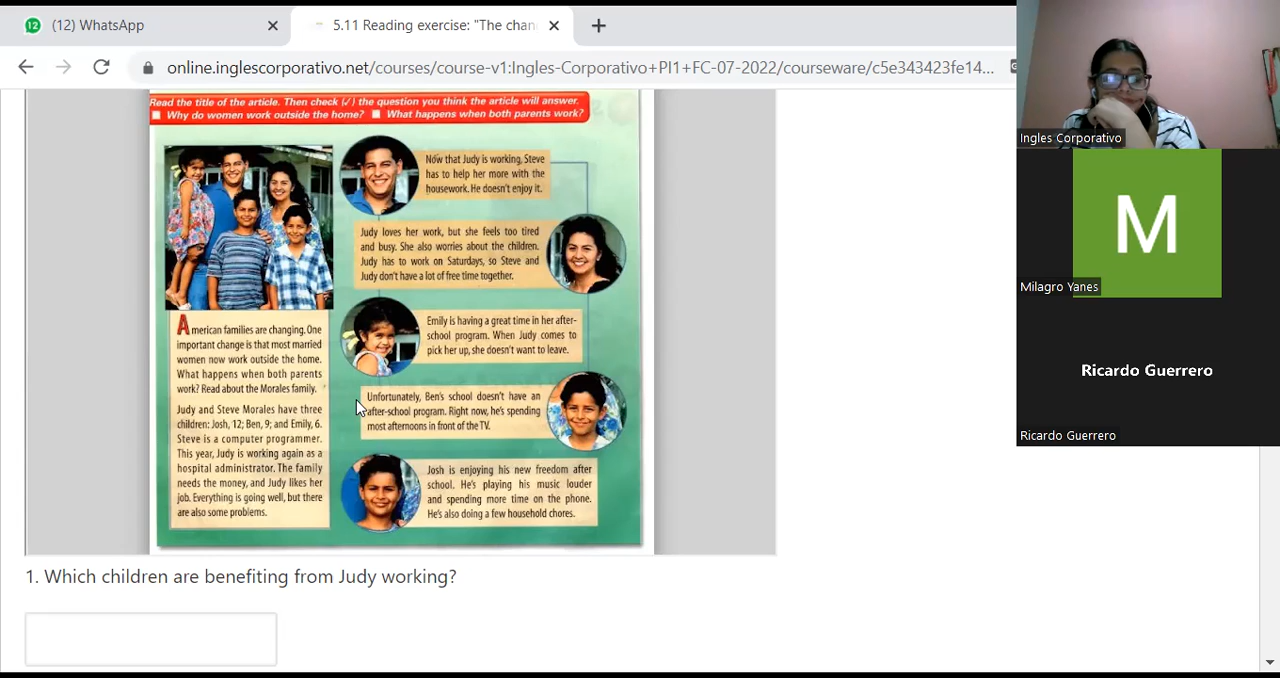 (12) WhatsApp
5.11 Reading exercise: "The chan
online.inglescorporativo.net/courses/course-v1:Ingles-Corporativo+PI1+FC-07-2022/courseware/c5e343423fe14...
Read the title of the article. Then check (✓) the question you think the article will answer.
Why do women work outside the home? What happens when both parents work?
Now that Judy is working, Steve
has to help her more with the
housework. He doesn't enjoy it.
Judy loves her work, but she feels too tired
and busy. She also worries about the children.
Judy has to work on Saturdays, so Steve and
Judy don't have a lot of free time together.
Emily is having a great time in her after-
school program. When Judy comes to
pick her up, she doesn't want to leave.
Unfortunately, Ben's school doesn't have an
after-school program. Right now, he's spending
most afternoons in front of the TV.
Josh is enjoying his new freedom after
school. He's playing his music louder
and spending more time on the phone.
He's also doing a few household chores.
American families are changing. One
important change is that most married
women now work outside the home.
What happens when both parents
work? Read about the Morales family.
Judy and Steve Morales have three
children: Josh, 12; Ben, 9; and Emily, 6.
Steve is a computer programmer.
This year, Judy is working again as a
hospital administrator. The family
needs the money, and Judy likes her
job. Everything is going well, but there
are also some problems.
1. Which children are benefiting from Judy working?
Ingles Corporativo
M
Milagro Yanes
Ricardo Guerrero
Ricardo Guerrero